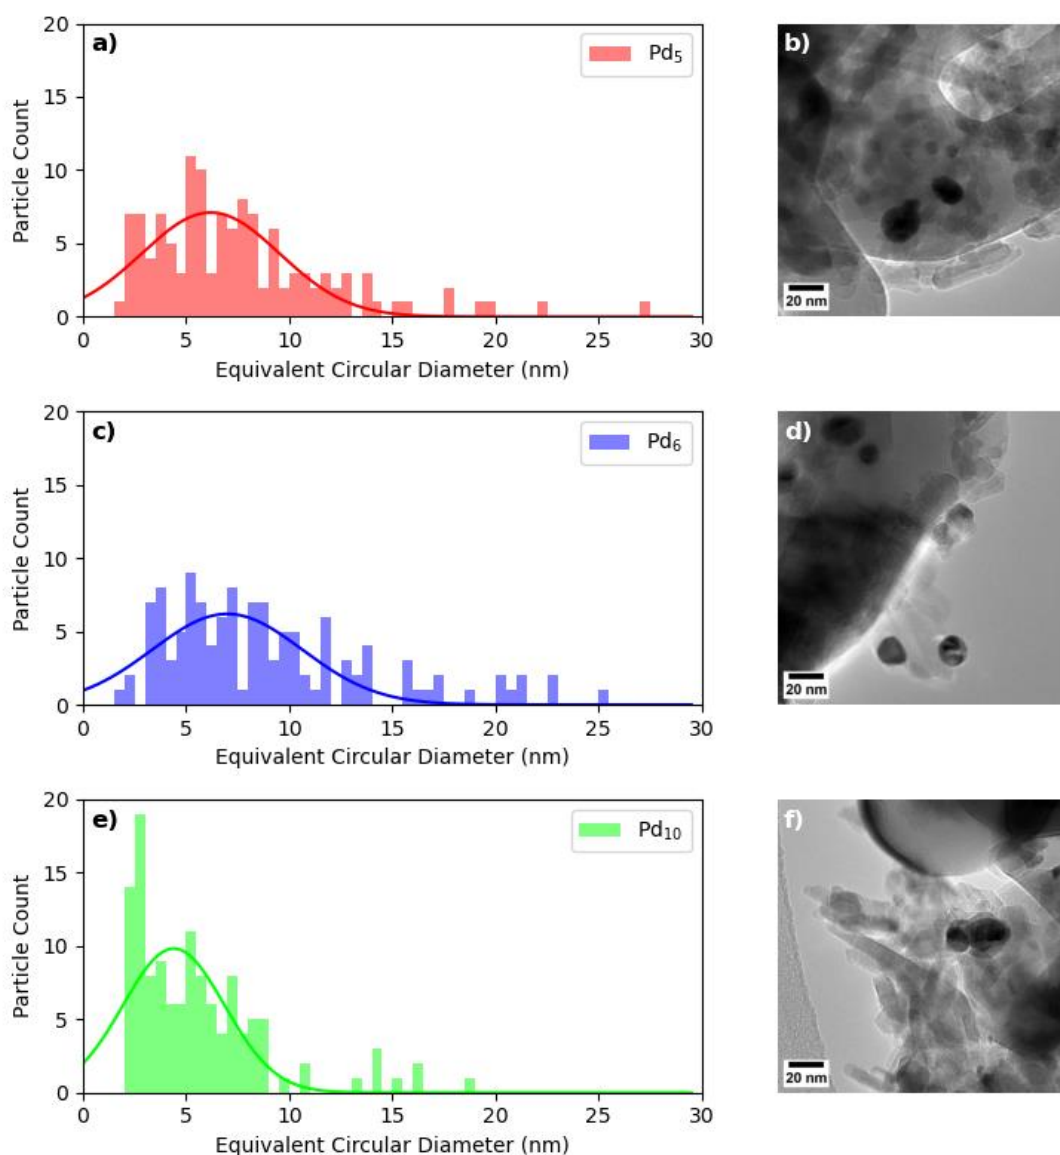 a)
Pd₅
Particle Count
20
15
10
5
0
0 5 10 15 20 25 30
Equivalent Circular Diameter (nm)
b)
20 nm
c)
Pd₆
Particle Count
20
15
10
5
0
0 5 10 15 20 25 30
Equivalent Circular Diameter (nm)
d)
20 nm
e)
Pd₁₀
Particle Count
20
15
10
5
0
0 5 10 15 20 25 30
Equivalent Circular Diameter (nm)
f)
20 nm